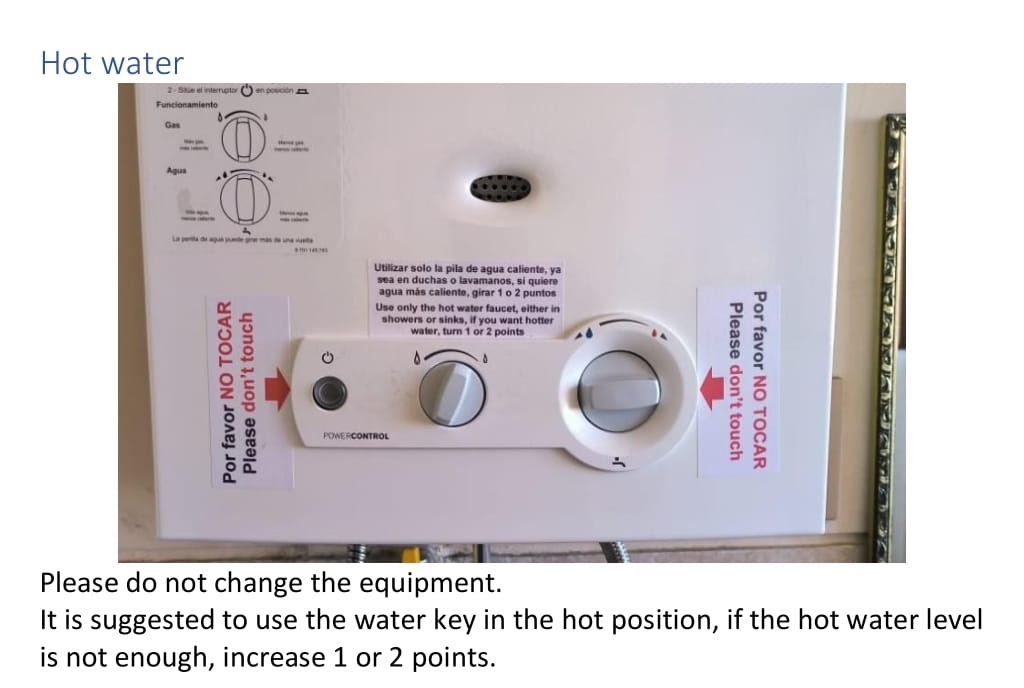 Hot water
2 - Sitúe el interruptor en posición
Funcionamiento
Gas
Más gas, más caliente
Menos gas, menos caliente
Agua
Más agua, menos caliente
Menos agua, más caliente
La perilla de agua puede girar más de una vuelta
Utilizar solo la pila de agua caliente, ya
sea en duchas o lavamanos, si quiere
agua más caliente, girar 1 o 2 puntos
Use only the hot water faucet, either in
showers or sinks, if you want hotter
water, turn 1 or 2 points
Por favor NO TOCAR
Please don't touch
POWERCONTROL
Por favor NO TOCAR
Please don't touch
Please do not change the equipment.
It is suggested to use the water key in the hot position, if the hot water level
is not enough, increase 1 or 2 points.